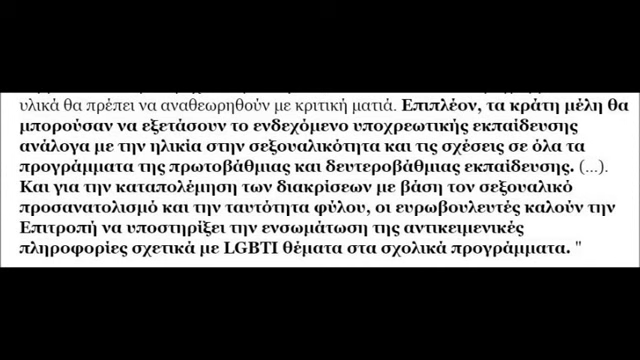 υλικά θα πρέπει να αναθεωρηθούν με κριτική ματιά. Επιπλέον, τα κράτη μέλη θα
μπορούσαν να εξετάσουν το ενδεχόμενο υποχρεωτικής εκπαίδευσης
ανάλογα με την ηλικία στην σεξουαλικότητα και τις σχέσεις σε όλα τα
προγράμματα της πρωτοβάθμιας και δευτεροβάθμιας εκπαίδευσης. (...).
Και για την καταπολέμηση των διακρίσεων με βάση τον σεξουαλικό
προσανατολισμό και την ταυτότητα φύλου, οι ευρωβουλευτές καλούν την
Επιτροπή να υποστηρίξει την ενσωμάτωση της αντικειμενικής
πληροφορίες σχετικά με LGBTI θέματα στα σχολικά προγράμματα. "